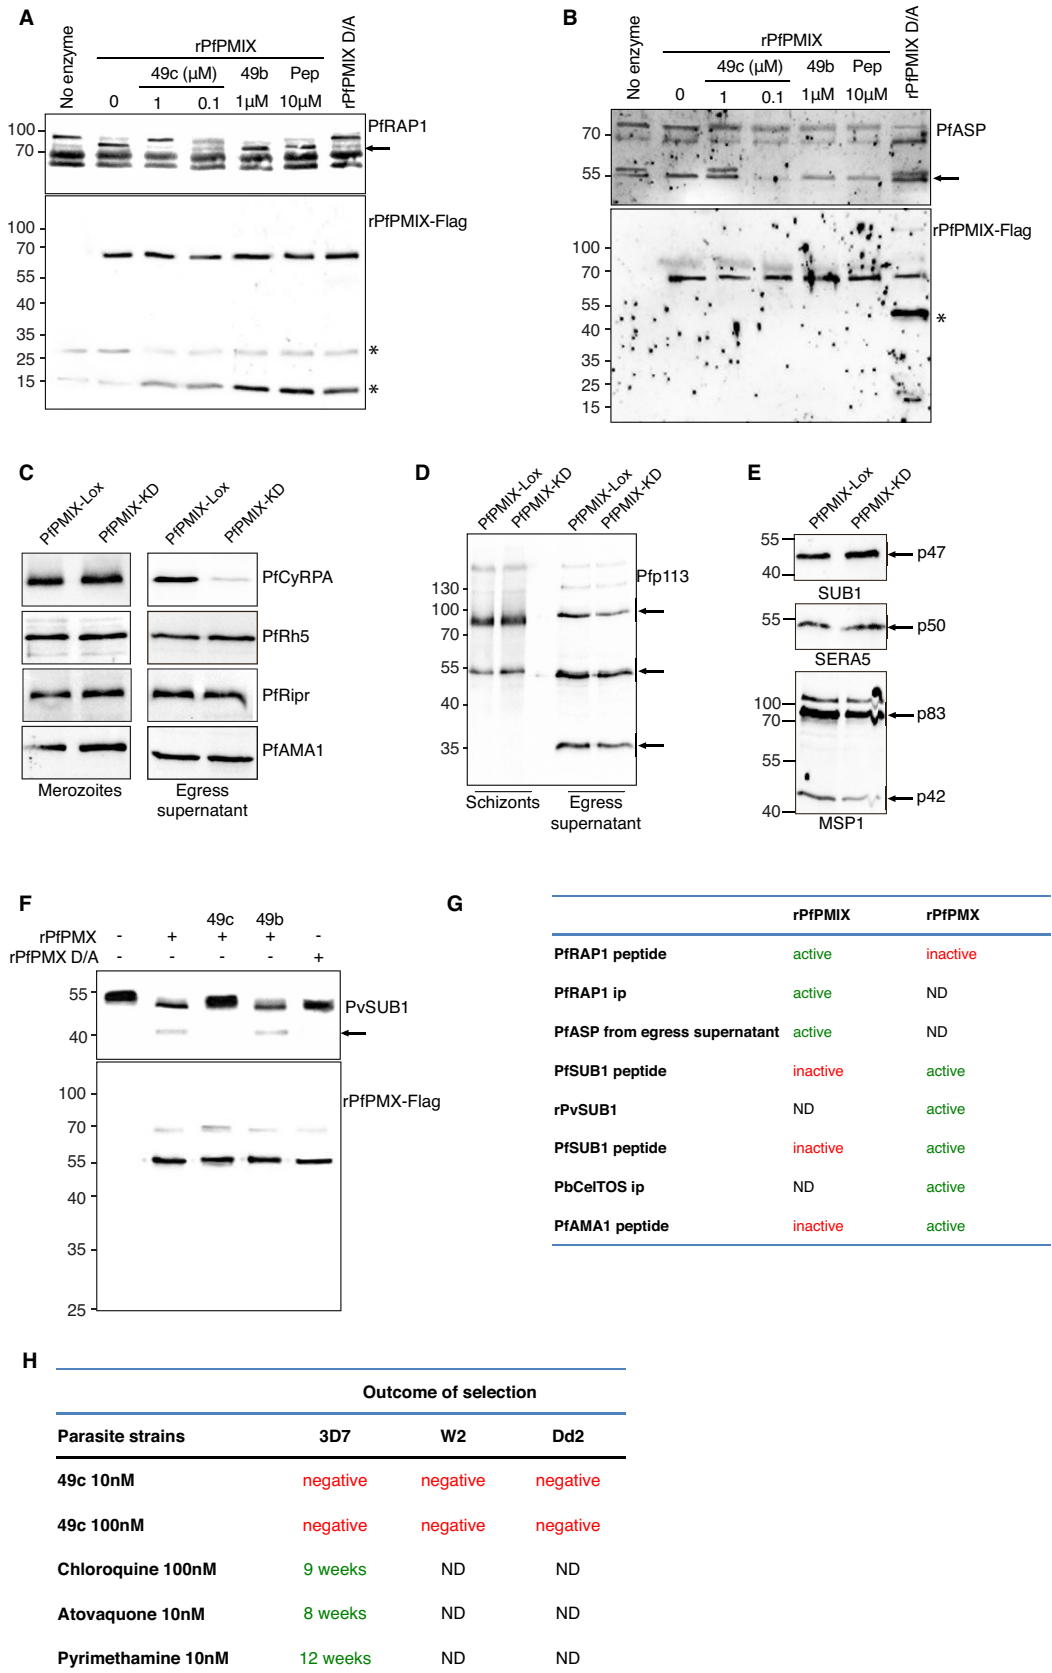 A
No enzyme
rPfPMIX
rPfPMIX D/A
49c (µM) 49b Pep
0 1 0.1 1µM 10µM
100
70
PfRAP1
rPfPMIX-Flag
100
70
55
40
35
25
15
*
*
B
No enzyme
rPfPMIX
rPfPMIX D/A
49c (µM) 49b Pep
0 1 0.1 1µM 10µM
70
55
PfASP
rPfPMIX-Flag
100
70
55
40
35
25
15
*
C
PfPMIX-Lox PfPMIX-KD PfPMIX-Lox PfPMIX-KD
PfCyRPA
PfRh5
PfRipr
PfAMA1
Merozoites Egress supernatant
D
PfPMIX-Lox PfPMIX-KD PfPMIX-Lox PfPMIX-KD
Pfp113
130
100
70
55
40
35
Schizonts Egress supernatant
E
PfPMIX-Lox PfPMIX-KD
55
40
p47
SUB1
55
p50
SERA5
100
70
55
40
p83
p42
MSP1
F
49c 49b
rPfPMX - + + + -
rPfPMX D/A - - - - +
55
40
PvSUB1
rPfPMX-Flag
100
70
55
40
35
25
G
rPfPMIX rPfPMX
PfRAP1 peptide active inactive
PfRAP1 ip active ND
PfASP from egress supernatant active ND
PfSUB1 peptide inactive active
rPvSUB1 ND active
PfSUB1 peptide inactive active
PbCelTOS ip ND active
PfAMA1 peptide inactive active
H
Outcome of selection
Parasite strains 3D7 W2 Dd2
49c 10nM negative negative negative
49c 100nM negative negative negative
Chloroquine 100nM 9 weeks ND ND
Atovaquone 10nM 8 weeks ND ND
Pyrimethamine 10nM 12 weeks ND ND